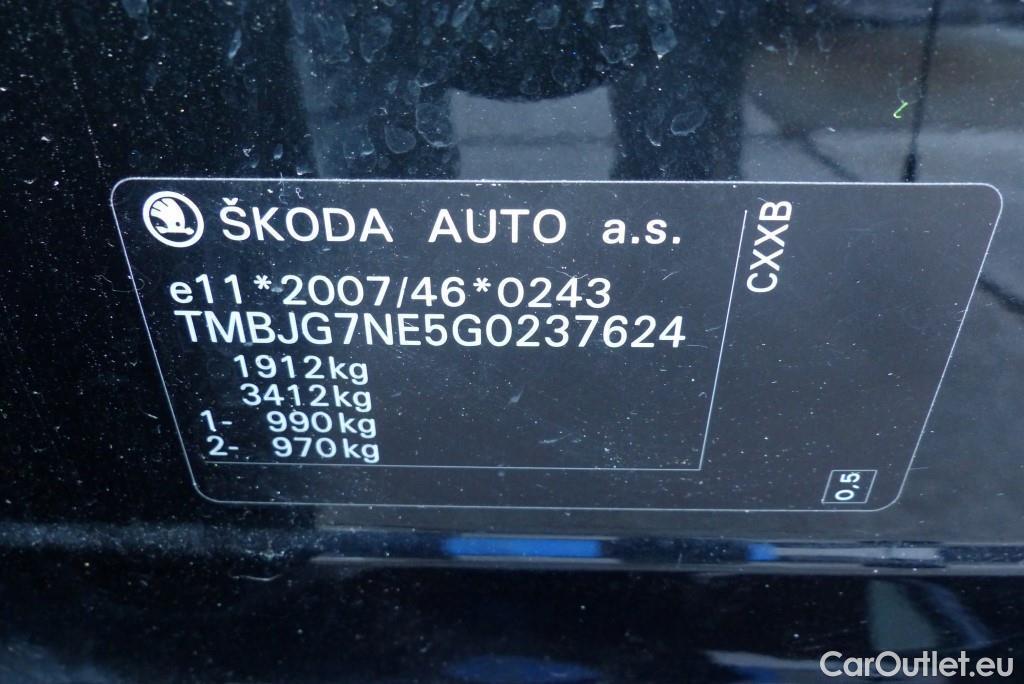 ŠKODA AUTO a.s.
e11*2007/46*0243
TMBJG7NE5G0237624
1912kg
3412kg
1- 990kg
2- 970kg
CXXB
0,5
CarOutlet.eu